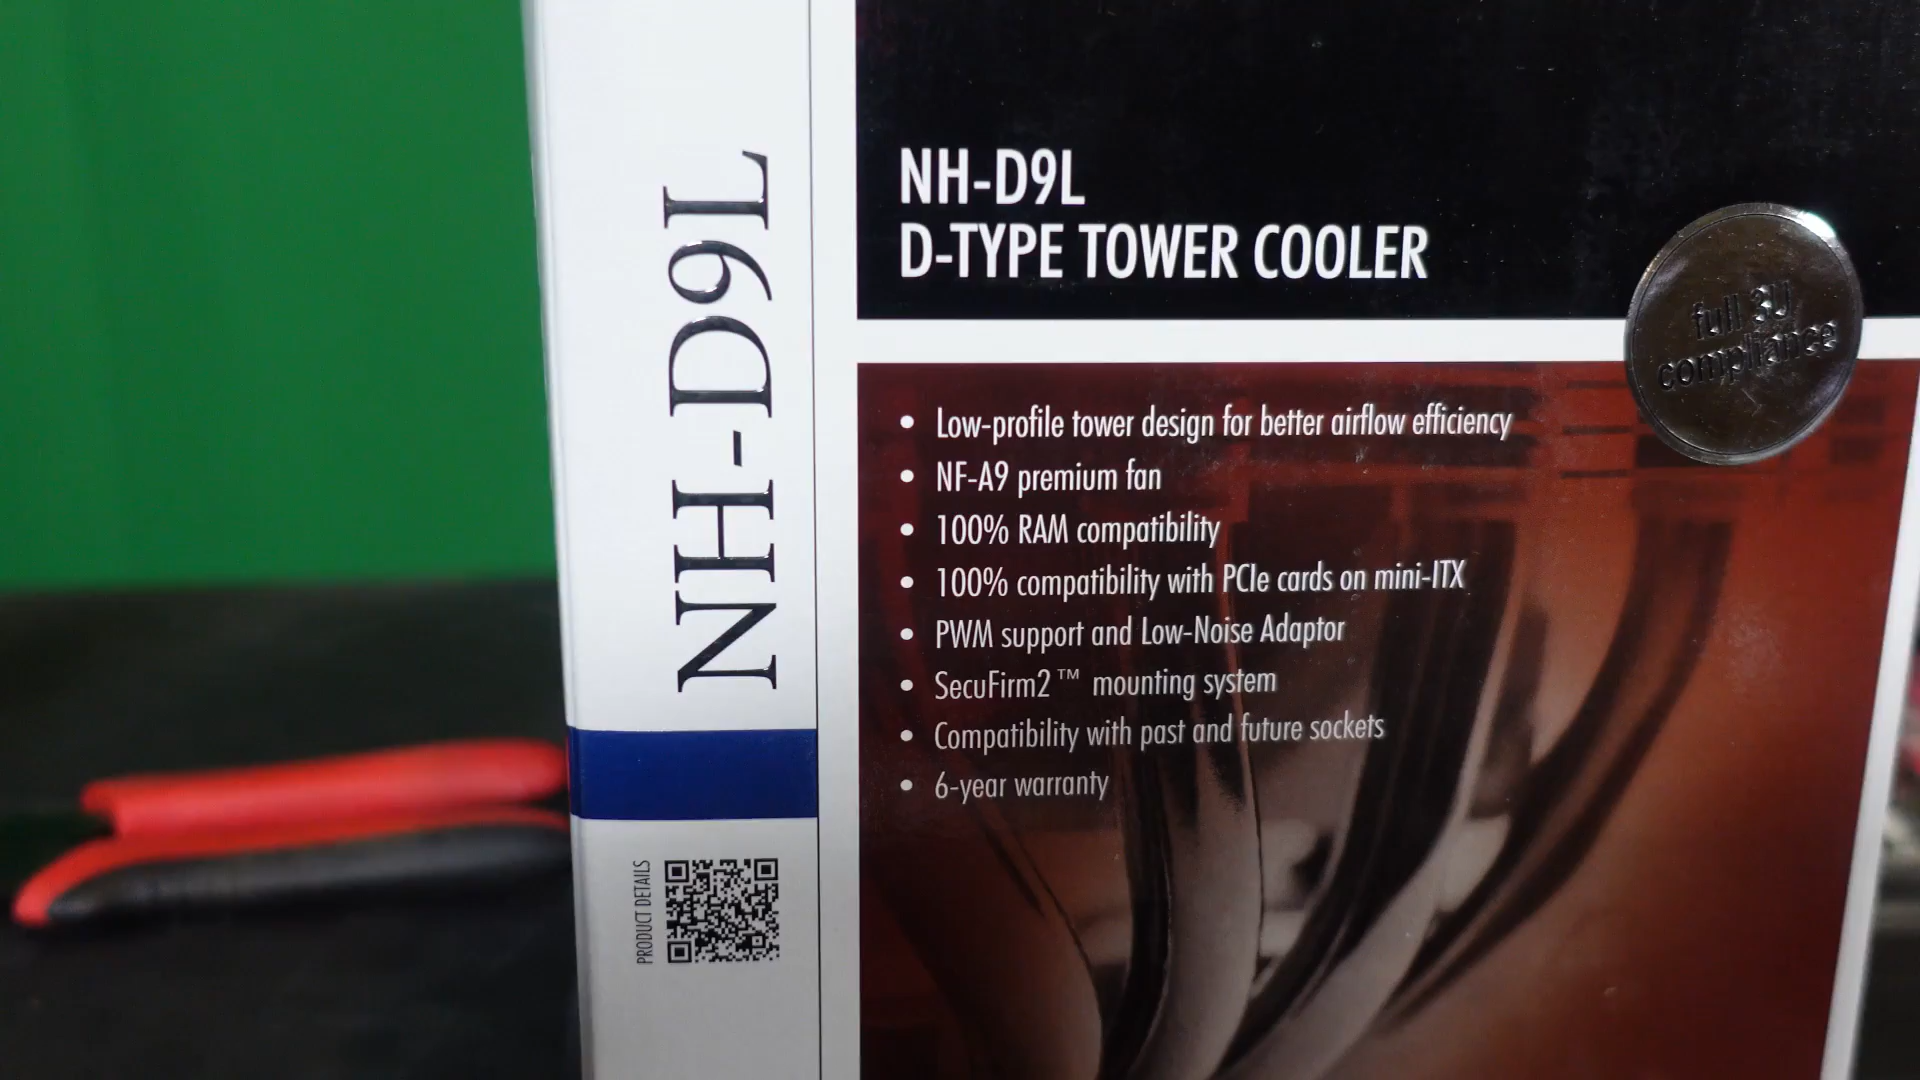 NH-D9L
PRODUCT DETAILS
NH-D9L
D-TYPE TOWER COOLER
full 3U
compliance
• Low-profile tower design for better airflow efficiency
• NF-A9 premium fan
• 100% RAM compatibility
• 100% compatibility with PCIe cards on mini-ITX
• PWM support and Low-Noise Adaptor
• SecuFirm2™ mounting system
• Compatibility with past and future sockets
• 6-year warranty